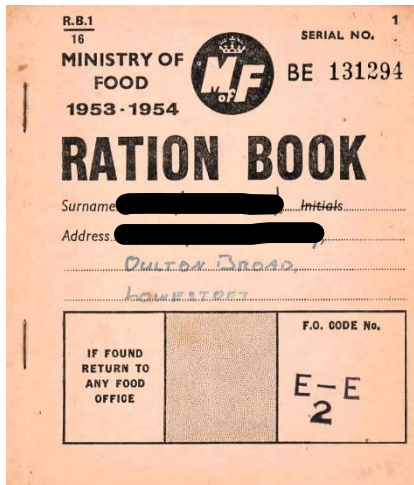 R.B.1
16
1
SERIAL NO.
MINISTRY OF
FOOD
1953-1954
M of F
BE 131294
RATION BOOK
Surname Initials
Address
OULTON BROAD,
LOWESTOFT
IF FOUND
RETURN TO
ANY FOOD
OFFICE
F.O. CODE No.
E-E
2